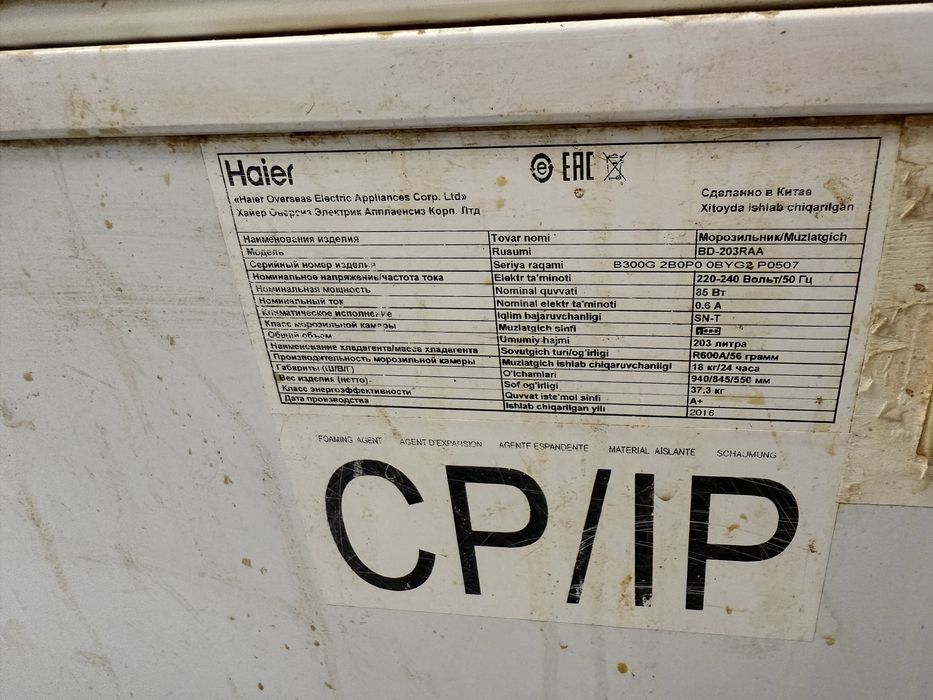 Haier
EAC
«Haier Overseas Electric Appliances Corp. Ltd»
Хайер Оверсиз Электрик Апплаенсиз Корп. Лтд
Сделанно в Китае
Xitoyda ishlab chiqarilgan
Наименования изделия Tovar nomi Морозильник/Muzlatgich
Модель Rusumi BD-203RAA
Серийный номер изделия Seriya raqami B300G 2B0P0 0BYG2 P0507
Номинальное напряжение/частота тока Elektr ta'minoti 220-240 Вольт/50 Гц
Номинальная мощность Nominal quvvati 85 Вт
Номинальный ток Nominal elektr ta'minoti 0.6 А
Климатическое исполнение Iqlim bajaruvchanligi SN-T
Класс морозильной камеры Muzlatgich sinfi
Общий объем Umumiy hajmi 203 литра
Наименование хладагента/масса хладагента Sovutgich turi/og'irligi R600A/56 грамм
Производительность морозильной камеры Muzlatgich ishlab chiqaruvchanligi 18 кг/24 часа
Габариты (Ш/В/Г) O'lchamlari 940/845/550 мм
Вес изделия (нетто) Sof og'irligi 37.3 кг
Класс энергоэффективности Quvvat iste'mol sinfi A+
Дата производства Ishlab chiqarilgan yili 2016
FOAMING AGENT AGENT D'EXPANSION AGENTE ESPANDENTE MATERIAL AISLANTE SCHAUMUNG
CP/IP